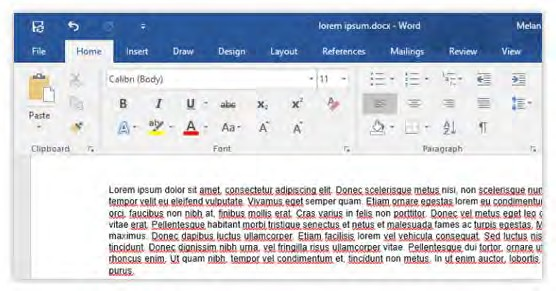 lorem ipsum.docx - Word Melan
File Home Insert Draw Design Layout References Mailings Review View
Calibri (Body) 11
Paste
B I U abc X₂ X²
A aby A Aa A A
Clipboard Font Paragraph
Lorem ipsum dolor sit amet, consectetur adipiscing elit. Donec scelerisque metus nisi, non scelerisque nun
tempor velit eu eleifend vulputate. Vivamus eget semper quam. Etiam ornare egestas lorem eu condimentu
orci, faucibus non nibh at, finibus mollis erat. Cras varius in felis non porttitor. Donec vel metus eget leo
vitae erat. Pellentesque habitant morbi tristique senectus et netus et malesuada fames ac turpis egestas. M
maximus. Donec dapibus luctus ullamcorper. Etiam facilisis lorem vel vehicula consequat. Sed luctus nis
tincidunt. Donec dignissim nibh urna, vel fringilla risus ullamcorper vitae. Pellentesque dui tortor, ornare ut
rhoncus enim. Ut quam nibh, tempor vel condimentum et, tincidunt non metus. In ut enim auctor, lobortis
purus.